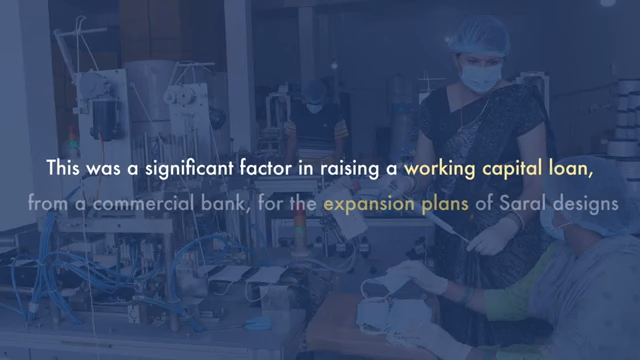 This was a significant factor in raising a working capital loan,
from a commercial bank, for the expansion plans of Saral designs